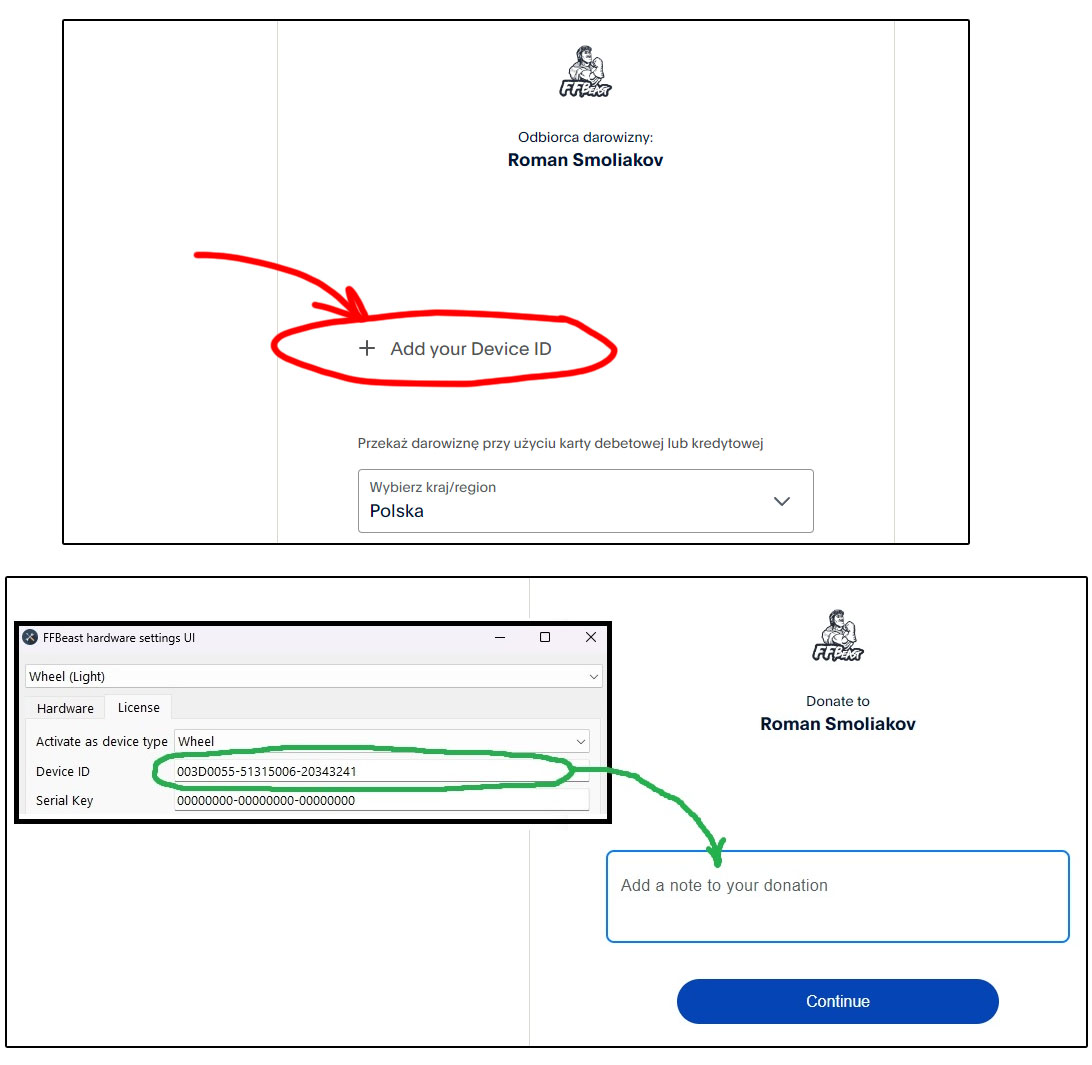 FFBeast
Odbiorca darowizny:
Roman Smoliakov
Add your Device ID
Przekaż darowiznę przy użyciu karty debetowej lub kredytowej
Wybierz kraj/region
Polska
FFBeast hardware settings UI
Wheel (Light)
Hardware License
Activate as device type Wheel
Device ID 003D0055-51315006-20343241
Serial Key 00000000-00000000-00000000
FFBeast
Donate to
Roman Smoliakov
Add a note to your donation
Continue